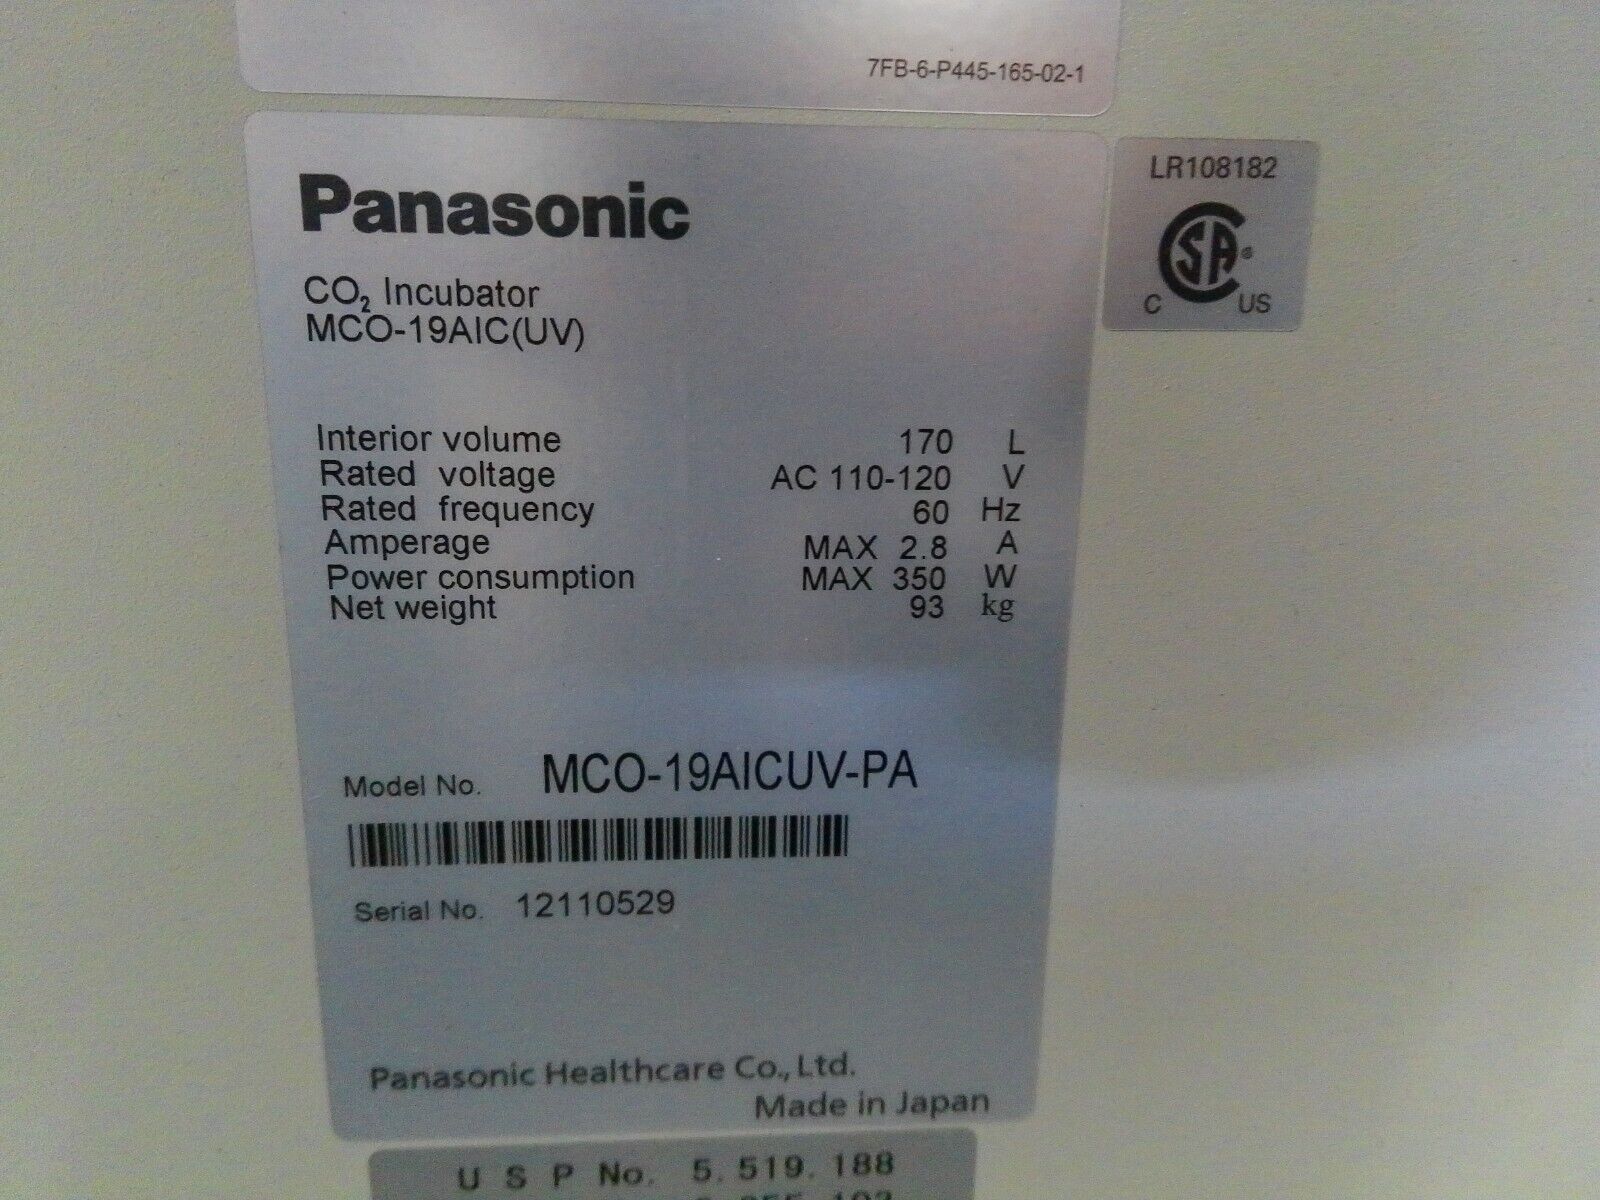 7FB-6-P445-165-02-1
Panasonic
LR108182
CSA®
C US
CO₂ Incubator
MCO-19AIC(UV)
Interior volume 170 L
Rated voltage AC 110-120 V
Rated frequency 60 Hz
Amperage MAX 2.8 A
Power consumption MAX 350 W
Net weight 93 kg
Model No. MCO-19AICUV-PA
Serial No. 12110529
Panasonic Healthcare Co., Ltd.
Made in Japan
U S P No. 5. 519. 188